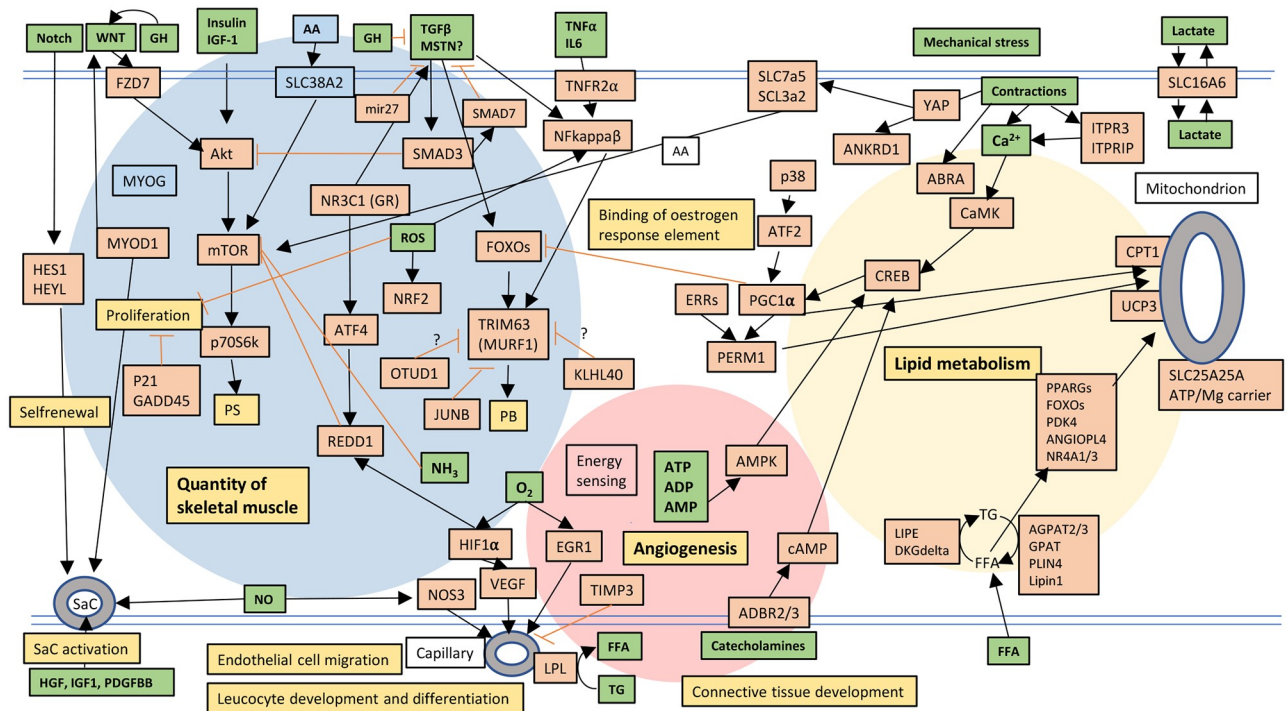 Notch
WNT
GH
Insulin
IGF-1
AA
GH
TGFβ
MSTN?
TNFα
IL6
Mechanical stress
Lactate
FZD7
SLC38A2
mir27
SMAD7
TNFR2α
SLC7a5
SCL3a2
YAP
Contractions
SLC16A6
Akt
SMAD3
NFkappaβ
AA
ANKRD1
Ca2+
ITPR3
ITPRIP
Lactate
MYOG
NR3C1 (GR)
p38
ABRA
Mitochondrion
MYOD1
mTOR
ROS
FOXOs
Binding of oestrogen
response element
ATF2
CaMK
CPT1
HES1
HEYL
NRF2
ERRs
PGC1α
CREB
UCP3
Proliferation
p70S6k
ATF4
?
TRIM63
(MURF1)
?
PERM1
P21
GADD45
OTUD1
KLHL40
Lipid metabolism
SLC25A25A
ATP/Mg carrier
Selfrenewal
PS
JUNB
PB
PPARGs
FOXOs
PDK4
ANGIOPL4
NR4A1/3
REDD1
NH3
Energy
sensing
ATP
ADP
AMP
AMPK
Quantity of
skeletal muscle
O2
HIF1α
EGR1
Angiogenesis
cAMP
LIPE
DKGdelta
TG
FFA
AGPAT2/3
GPAT
PLIN4
Lipin1
SaC
NO
NOS3
VEGF
TIMP3
ADBR2/3
SaC activation
Endothelial cell migration
Capillary
LPL
FFA
Catecholamines
FFA
HGF, IGF1, PDGFBB
Leucocyte development and differentiation
TG
Connective tissue development